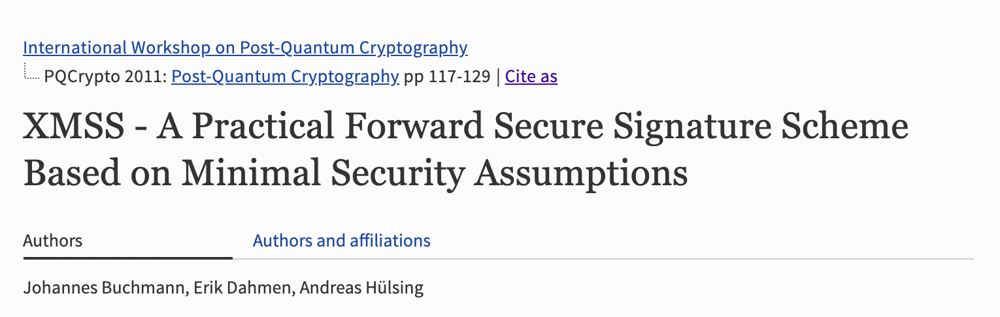 International Workshop on Post-Quantum Cryptography
PQCrypto 2011: Post-Quantum Cryptography pp 117-129 | Cite as
XMSS - A Practical Forward Secure Signature Scheme
Based on Minimal Security Assumptions
Authors Authors and affiliations
Johannes Buchmann, Erik Dahmen, Andreas Hülsing